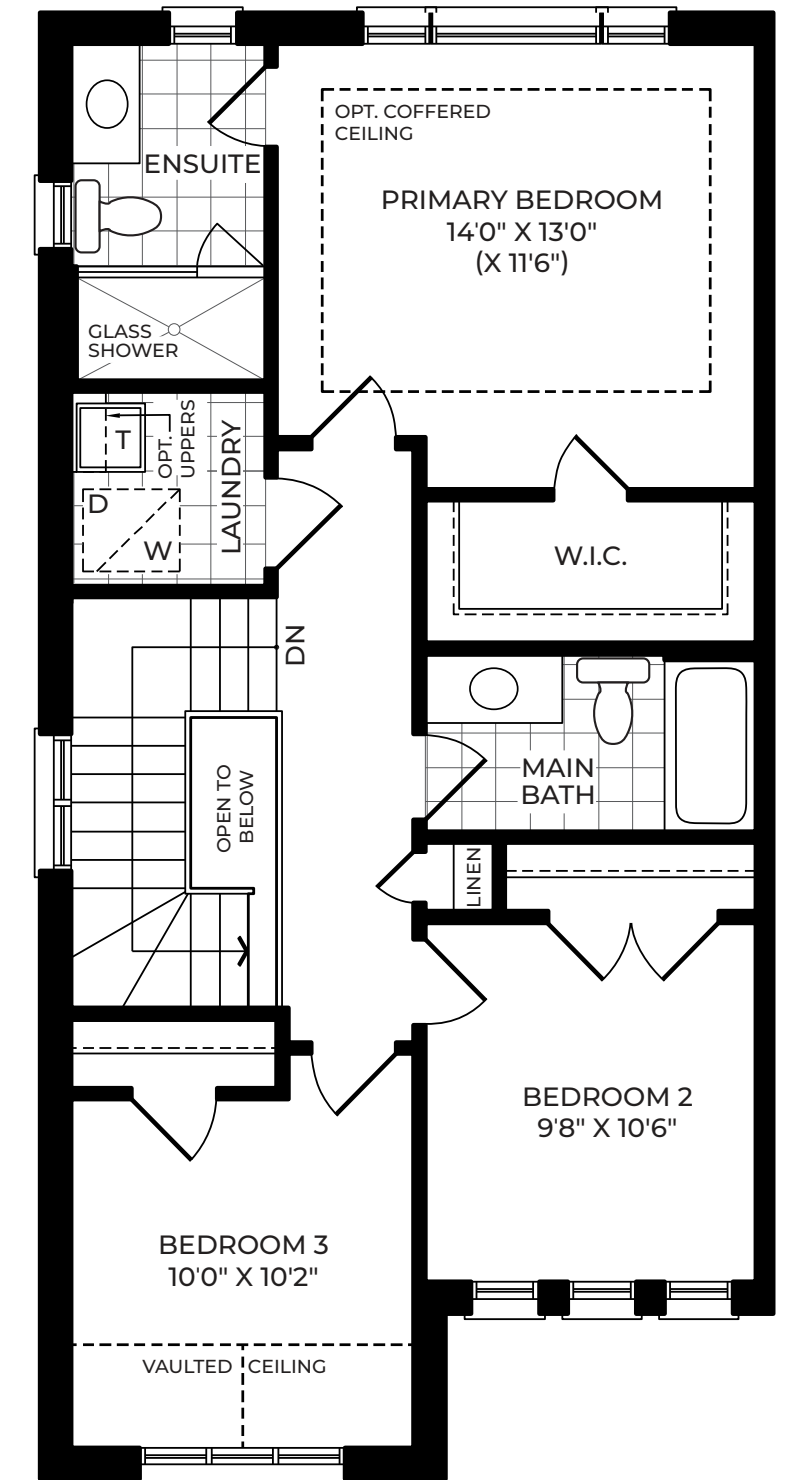 OPT. COFFERED
CEILING
ENSUITE
PRIMARY BEDROOM
14'0" X 13'0"
(X 11'6")
GLASS
SHOWER
T
OPT.
UPPERS
LAUNDRY
D
W
W.I.C.
DN
OPEN TO
BELOW
MAIN
BATH
LINEN
BEDROOM 2
9'8" X 10'6"
BEDROOM 3
10'0" X 10'2"
VAULTED CEILING